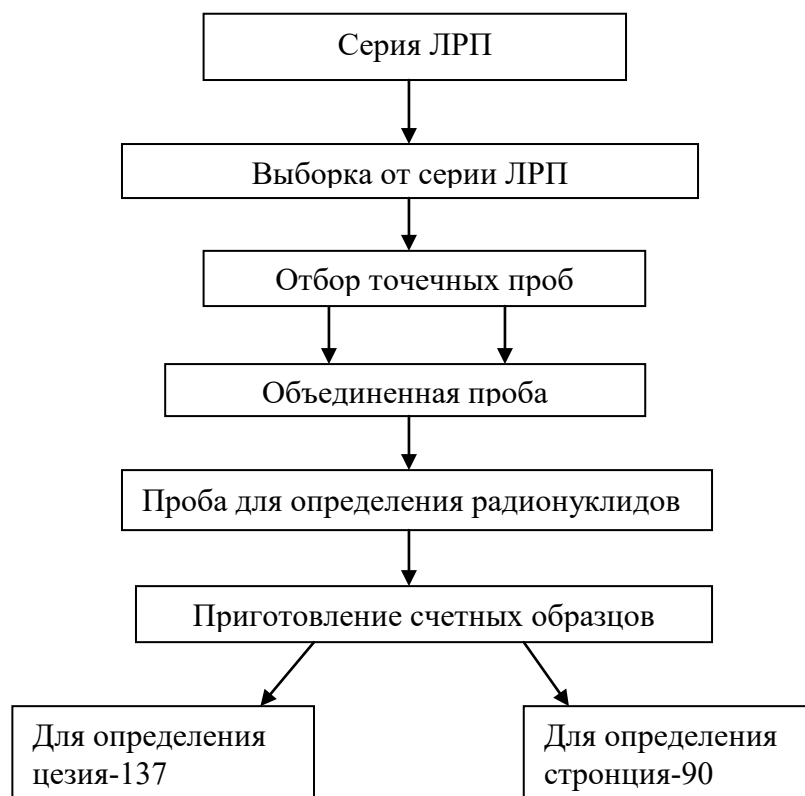 Серия ЛРП
Выборка от серии ЛРП
Отбор точечных проб
Объединенная проба
Проба для определения радионуклидов
Приготовление счетных образцов
Для определения
цезия-137
Для определения
стронция-90